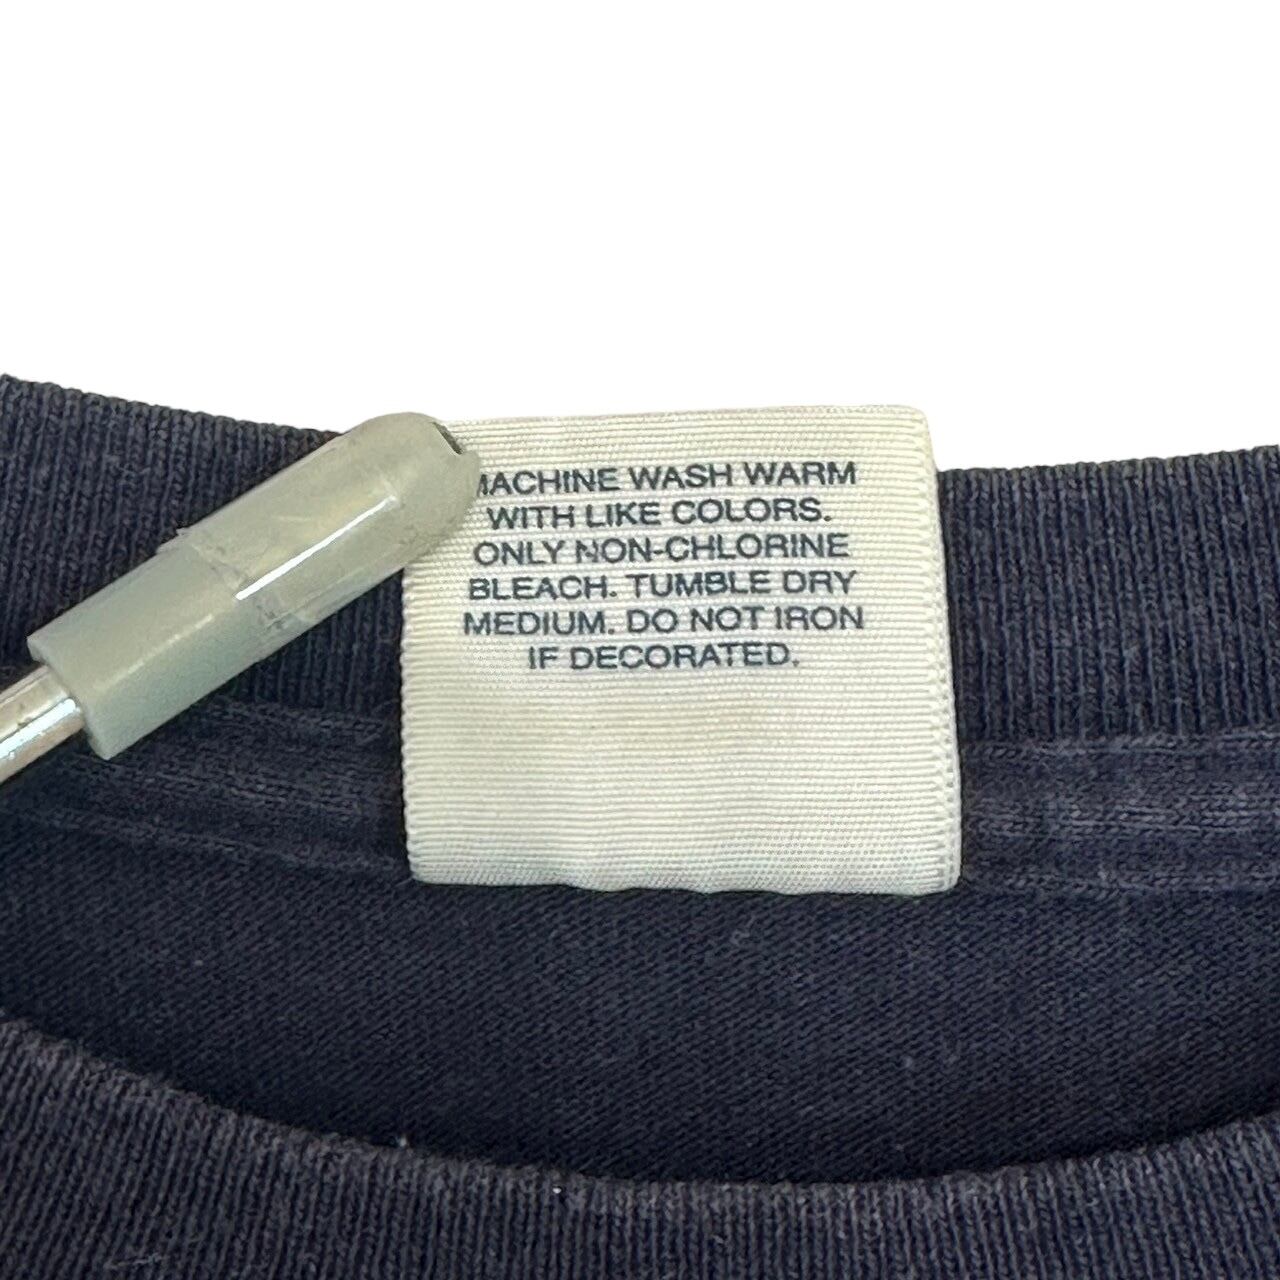 MACHINE WASH WARM
WITH LIKE COLORS.
ONLY NON-CHLORINE
BLEACH. TUMBLE DRY
MEDIUM. DO NOT IRON
IF DECORATED.